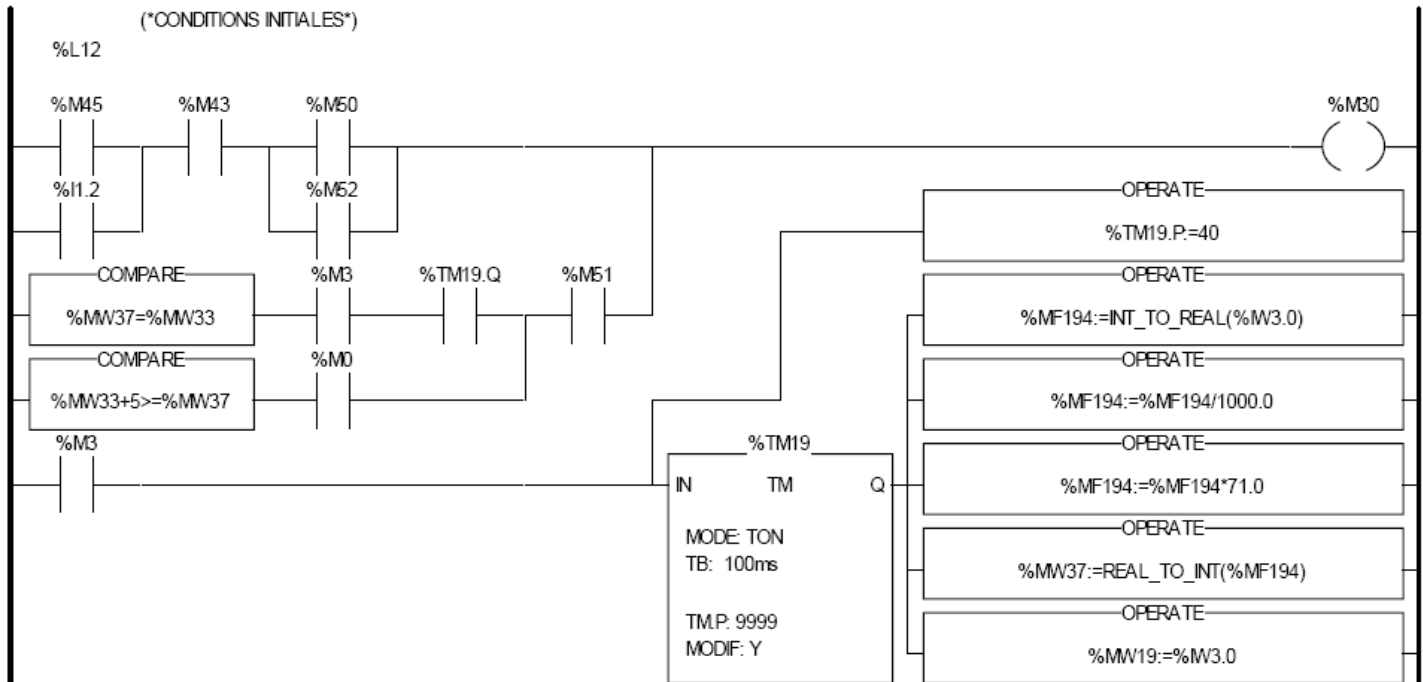 (*CONDITIONS INITIALES*)
%L12
%M45 %M43 %M50 %M30
%I1.2 %M52 OPERATE
%TM19.P:=40
COMPARE %M3 %TM19.Q %M51 OPERATE
%MW37=%MW33 %MF194:=INT_TO_REAL(%IW3.0)
COMPARE %M0 OPERATE
%MW33+5>=%MW37 %MF194:=%MF194/1000.0
%M3 %TM19 OPERATE
IN TM Q %MF194:=%MF194*71.0
MODE: TON OPERATE
TB: 100ms %MW37:=REAL_TO_INT(%MF194)
TM.P: 9999 OPERATE
MODIF: Y %MW19:=%IW3.0